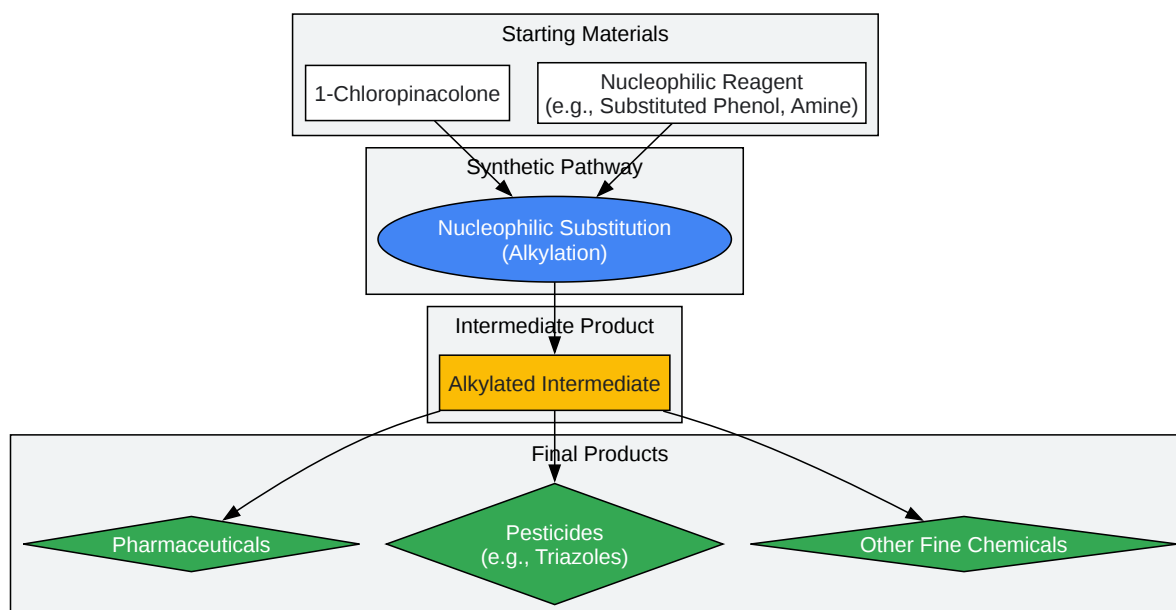 Starting Materials
1-Chloropinacolone
Nucleophilic Reagent
(e.g., Substituted Phenol, Amine)
Synthetic Pathway
Nucleophilic Substitution
(Alkylation)
Intermediate Product
Alkylated Intermediate
Final Products
Pharmaceuticals
Pesticides
(e.g., Triazoles)
Other Fine Chemicals